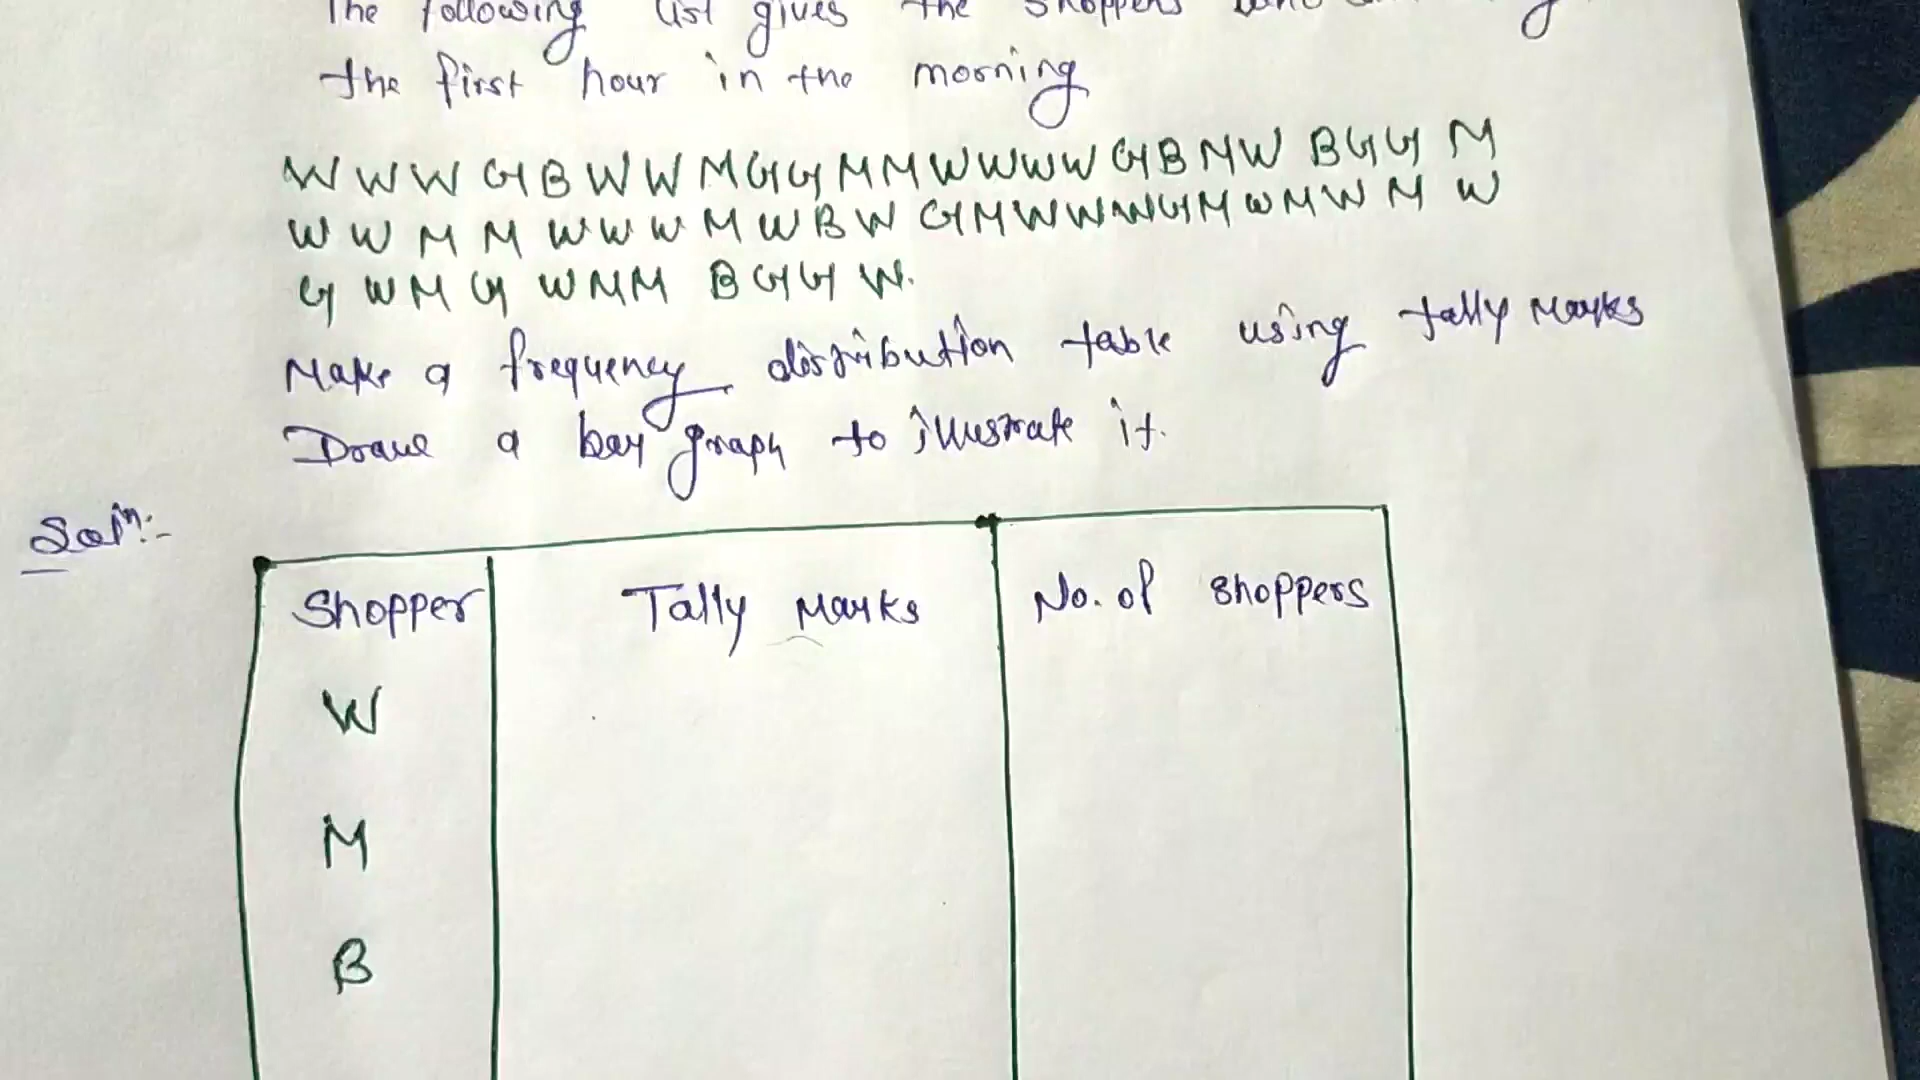 The following list gives the shoppers
the first hour in the morning
W W W G B W W M G G M M W W W W G B M W B G G M
W W M M W W W M W B W G M W W W W G M W M W M W
G W M G W M M B G G W.
Make a frequency distribution table using tally marks
Draw a bar graph to illustrate it.
Solⁿ:-
Shopper Tally Marks No. of shoppers
W
M
B